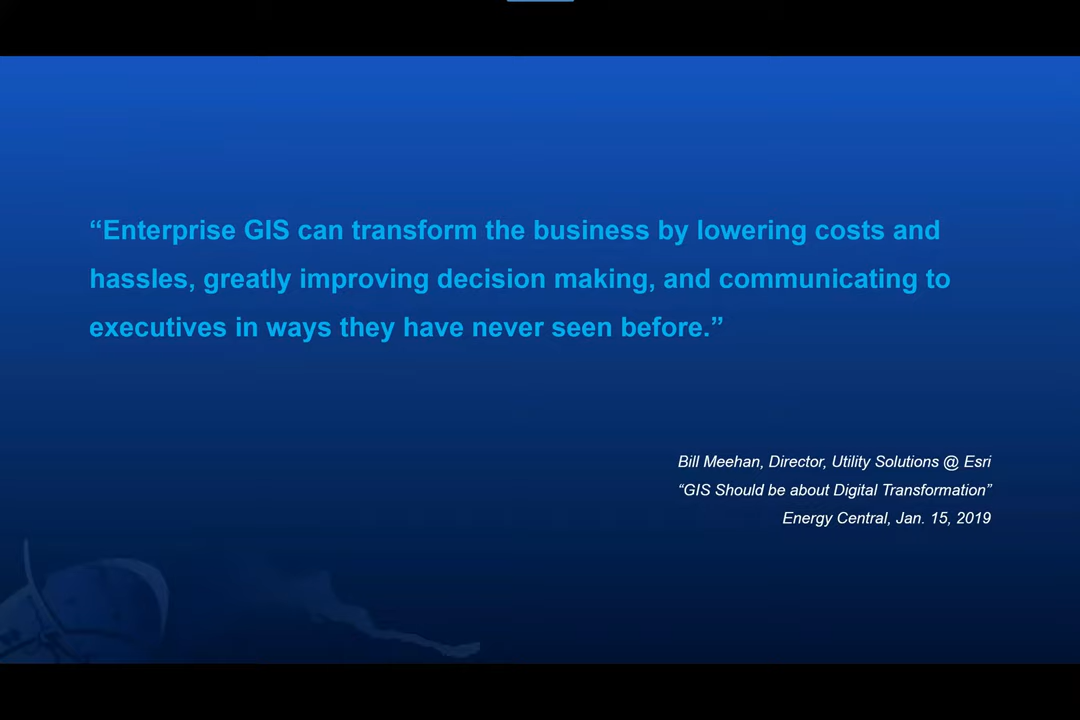 “Enterprise GIS can transform the business by lowering costs and
hassles, greatly improving decision making, and communicating to
executives in ways they have never seen before.”
Bill Meehan, Director, Utility Solutions @ Esri
“GIS Should be about Digital Transformation”
Energy Central, Jan. 15, 2019